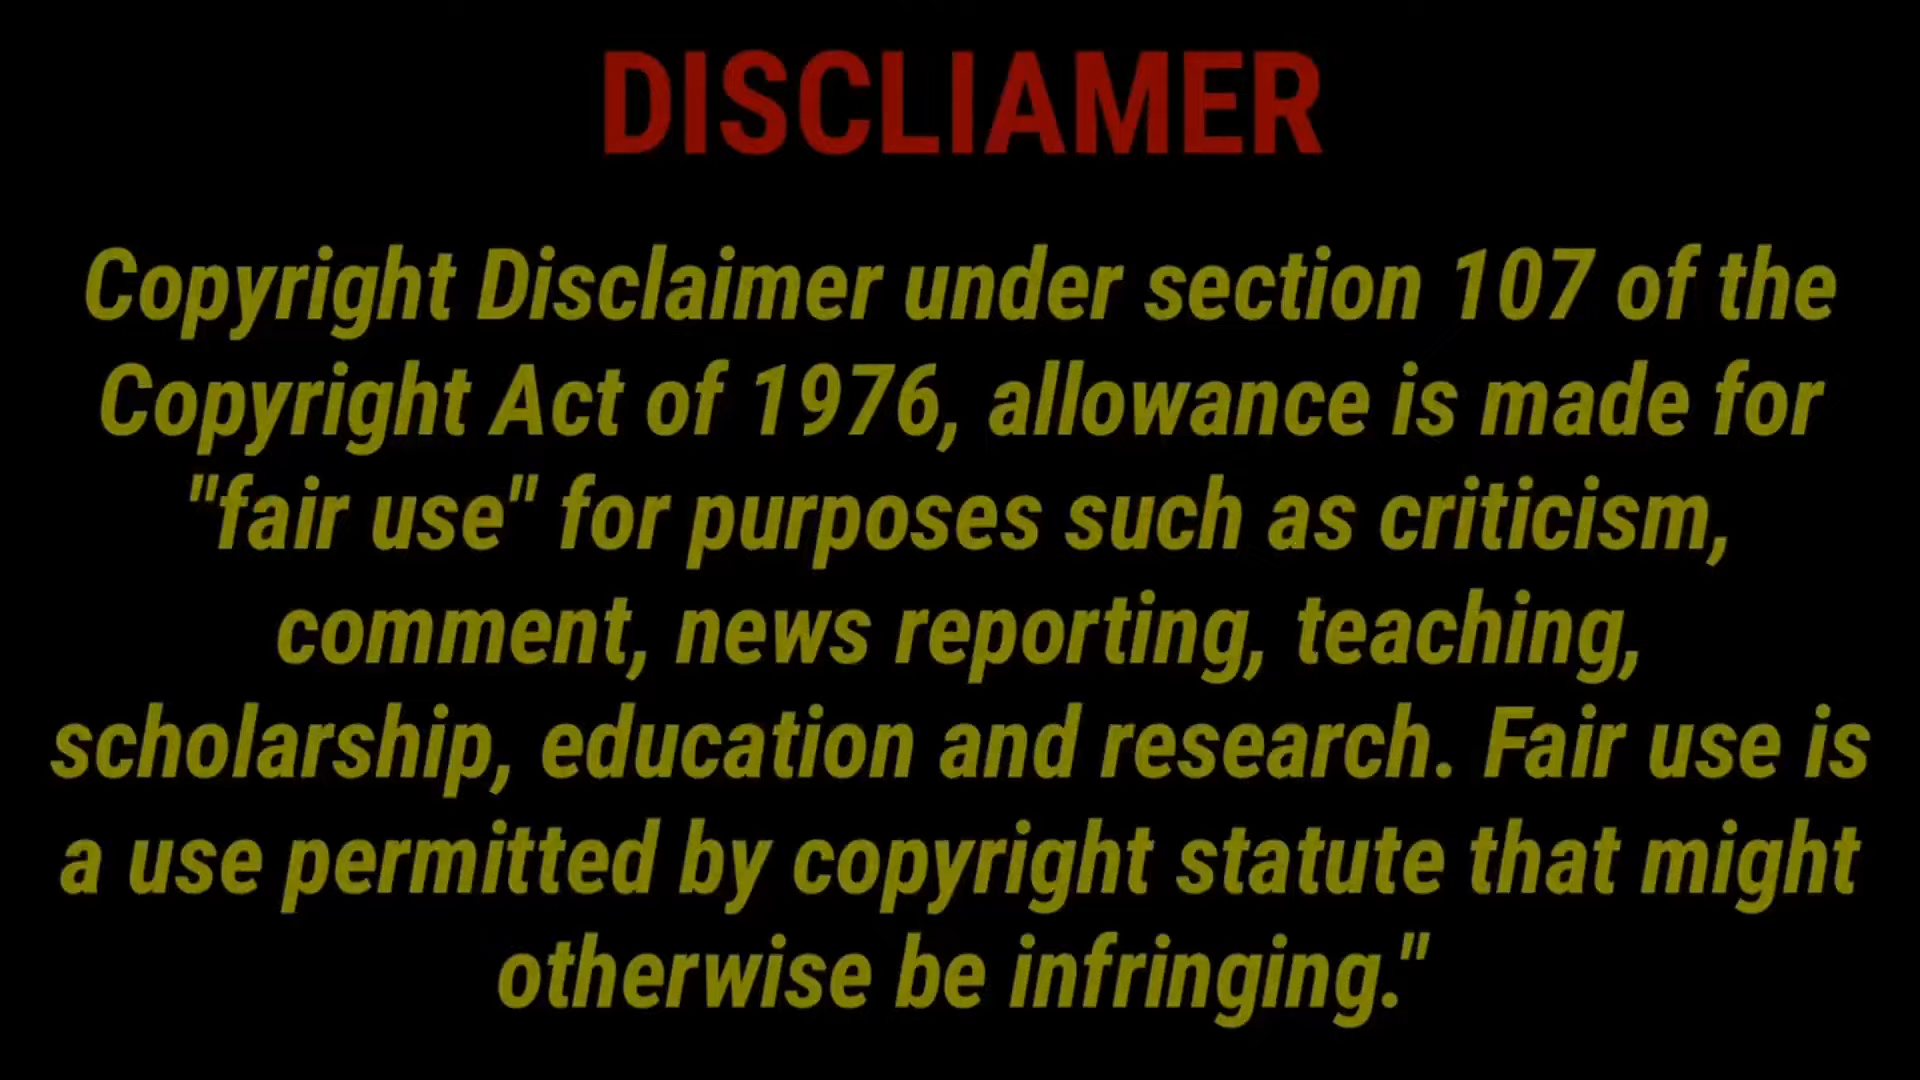 DISCLIAMER
Copyright Disclaimer under section 107 of the
Copyright Act of 1976, allowance is made for
"fair use" for purposes such as criticism,
comment, news reporting, teaching,
scholarship, education and research. Fair use is
a use permitted by copyright statute that might
otherwise be infringing."